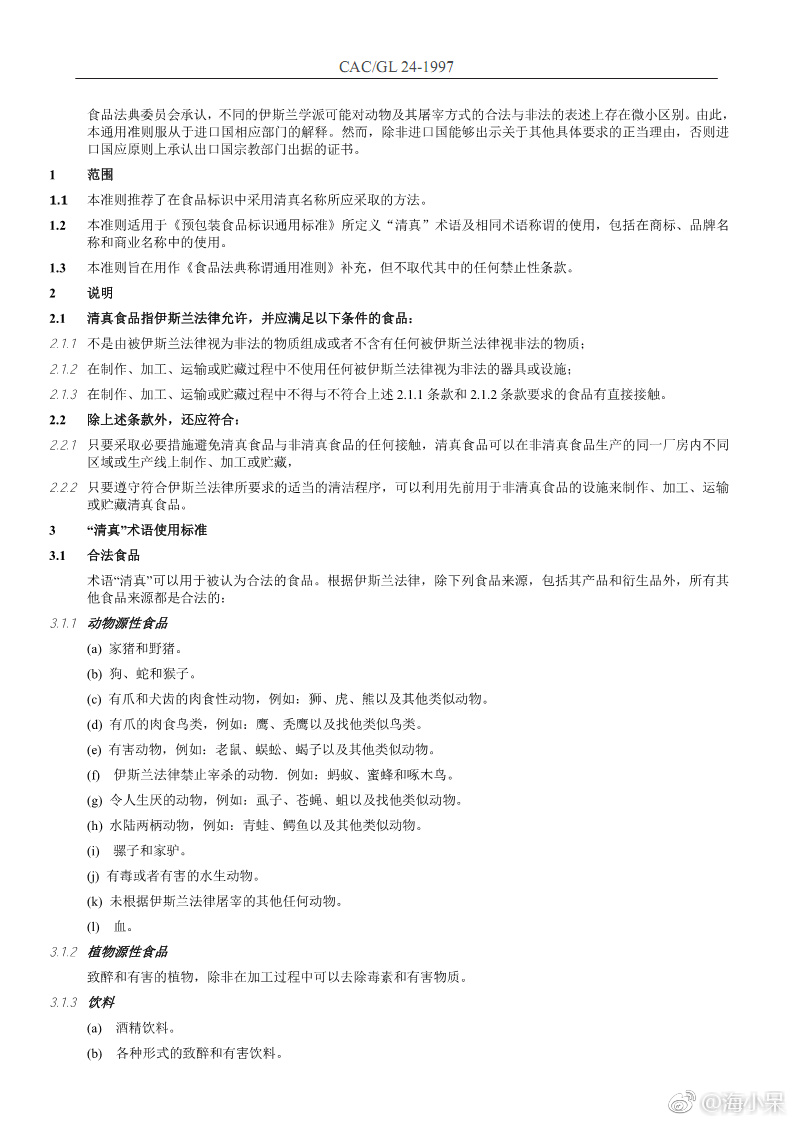 CAC/GL 24-1997
食品法典委员会承认，不同的伊斯兰学派可能对动物及其屠宰方式的合法与非法的表述上存在微小区别。由此，
本通用准则服从于进口国相应部门的解释。然而，除非进口国能够出示关于其他具体要求的正当理由，否则进
口国应原则上承认出口国宗教部门出据的证书。
1 范围
1.1 本准则推荐了在食品标识中采用清真名称所应采取的方法。
1.2 本准则适用于《预包装食品标识通用标准》所定义“清真”术语及相同术语称谓的使用，包括在商标、品牌名
称和商业名称中的使用。
1.3 本准则旨在用作《食品法典称谓通用准则》补充，但不取代其中的任何禁止性条款。
2 说明
2.1 清真食品指伊斯兰法律允许，并应满足以下条件的食品：
2.1.1 不是由被伊斯兰法律视为非法的物质组成或者不含有任何被伊斯兰法律视非法的物质；
2.1.2 在制作、加工、运输或贮藏过程中不使用任何被伊斯兰法律视为非法的器具或设施；
2.1.3 在制作、加工、运输或贮藏过程中不得与不符合上述 2.1.1 条款和 2.1.2 条款要求的食品有直接接触。
2.2 除上述条款外，还应符合：
2.2.1 只要采取必要措施避免清真食品与非清真食品的任何接触，清真食品可以在非清真食品生产的同一厂房内不同
区域或生产线上制作、加工或贮藏，
2.2.2 只要遵守符合伊斯兰法律所要求的适当的清洁程序，可以利用先前用于非清真食品的设施来制作、加工、运输
或贮藏清真食品。
3 “清真”术语使用标准
3.1 合法食品
术语“清真”可以用于被认为合法的食品。根据伊斯兰法律，除下列食品来源，包括其产品和衍生品外，所有其
他食品来源都是合法的：
3.1.1 动物源性食品
(a) 家猪和野猪。
(b) 狗、蛇和猴子。
(c) 有爪和犬齿的肉食性动物，例如：狮、虎、熊以及其他类似动物。
(d) 有爪的肉食鸟类，例如：鹰、秃鹰以及找他类似鸟类。
(e) 有害动物，例如：老鼠、蜈蚣、蝎子以及其他类似动物。
(f) 伊斯兰法律禁止宰杀的动物．例如：蚂蚁、蜜蜂和啄木鸟。
(g) 令人生厌的动物，例如：虱子、苍蝇、蛆以及找他类似动物。
(h) 水陆两柄动物，例如：青蛙、鳄鱼以及其他类似动物。
(i) 骡子和家驴。
(j) 有毒或者有害的水生动物。
(k) 未根据伊斯兰法律屠宰的其他任何动物。
(l) 血。
3.1.2 植物源性食品
致醉和有害的植物，除非在加工过程中可以去除毒素和有害物质。
3.1.3 饮料
(a) 酒精饮料。
(b) 各种形式的致醉和有害饮料。
@海小呆